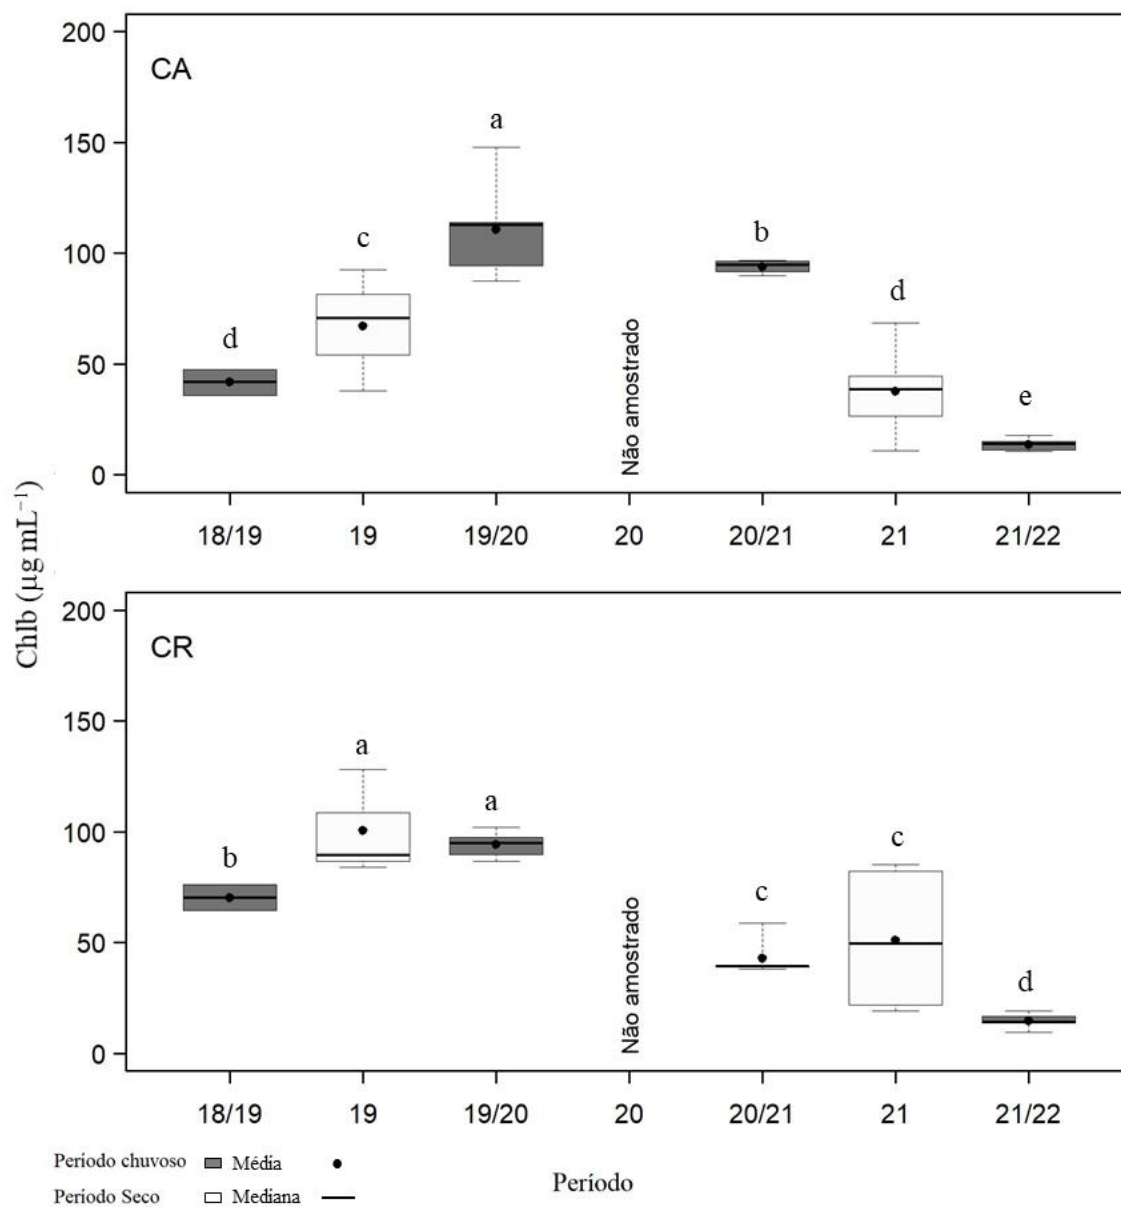 200
CA
a
150
c
b
100
d
d
50
e
Não amostrado
0
18/19 19 19/20 20 20/21 21 21/22
Chlb (µg mL⁻¹)
200
CR
150
a
a
100
b
c
c
50
d
Não amostrado
0
18/19 19 19/20 20 20/21 21 21/22
Período chuvoso Média
Período Seco Mediana
Período